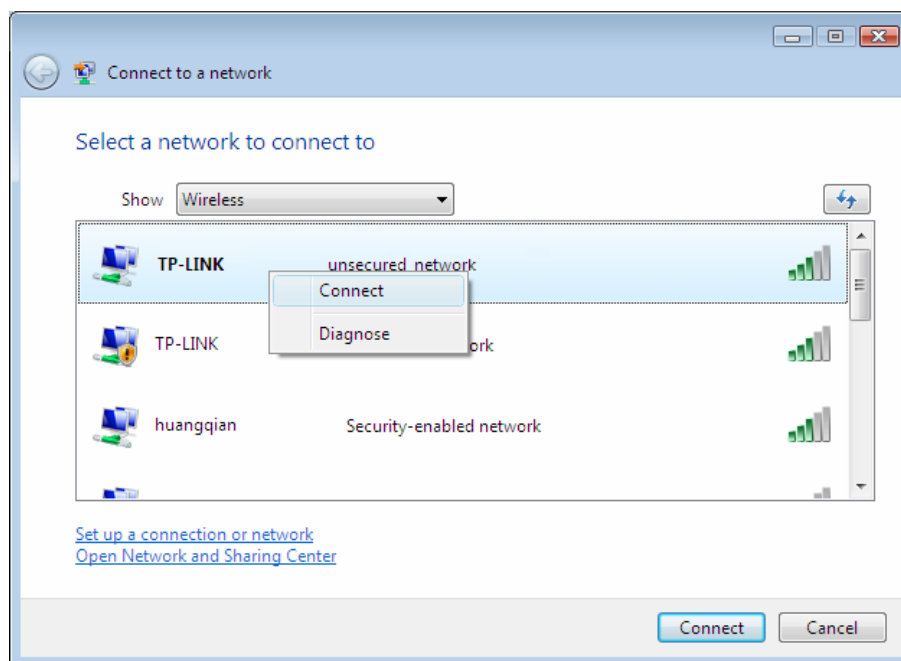 Connect to a network
Select a network to connect to
Show Wireless
TP-LINK unsecured network
Connect
Diagnose
TP-LINK ork
huangqian Security-enabled network
Set up a connection or network
Open Network and Sharing Center
Connect Cancel